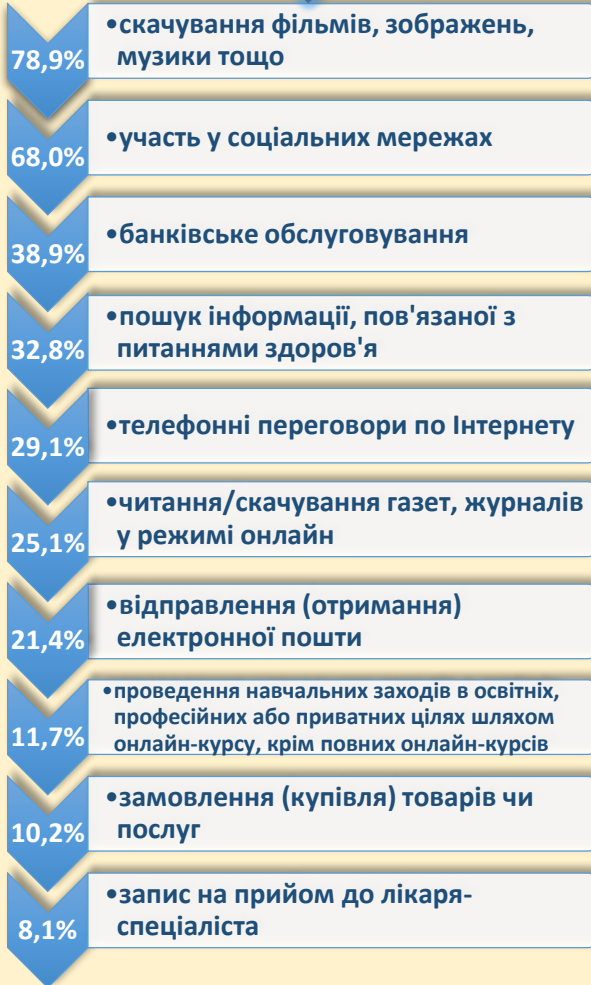 78,9%
•скачування фільмів, зображень,
музики тощо
68,0%
•участь у соціальних мережах
38,9%
•банківське обслуговування
32,8%
•пошук інформації, пов'язаної з
питаннями здоров'я
29,1%
•телефонні переговори по Інтернету
25,1%
•читання/скачування газет, журналів
у режимі онлайн
21,4%
•відправлення (отримання)
електронної пошти
11,7%
•проведення навчальних заходів в освітніх,
професійних або приватних цілях шляхом
онлайн-курсу, крім повних онлайн-курсів
10,2%
•замовлення (купівля) товарів чи
послуг
8,1%
•запис на прийом до лікаря-
спеціаліста